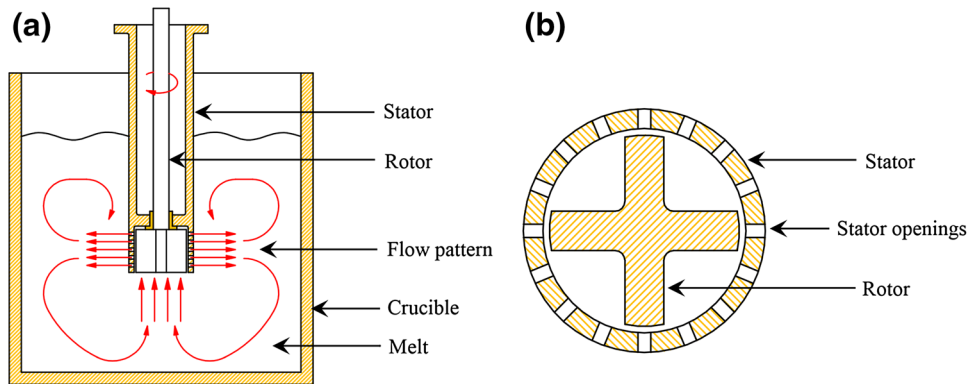 (a)
Stator
Rotor
Flow pattern
Crucible
Melt
(b)
Stator
Stator openings
Rotor